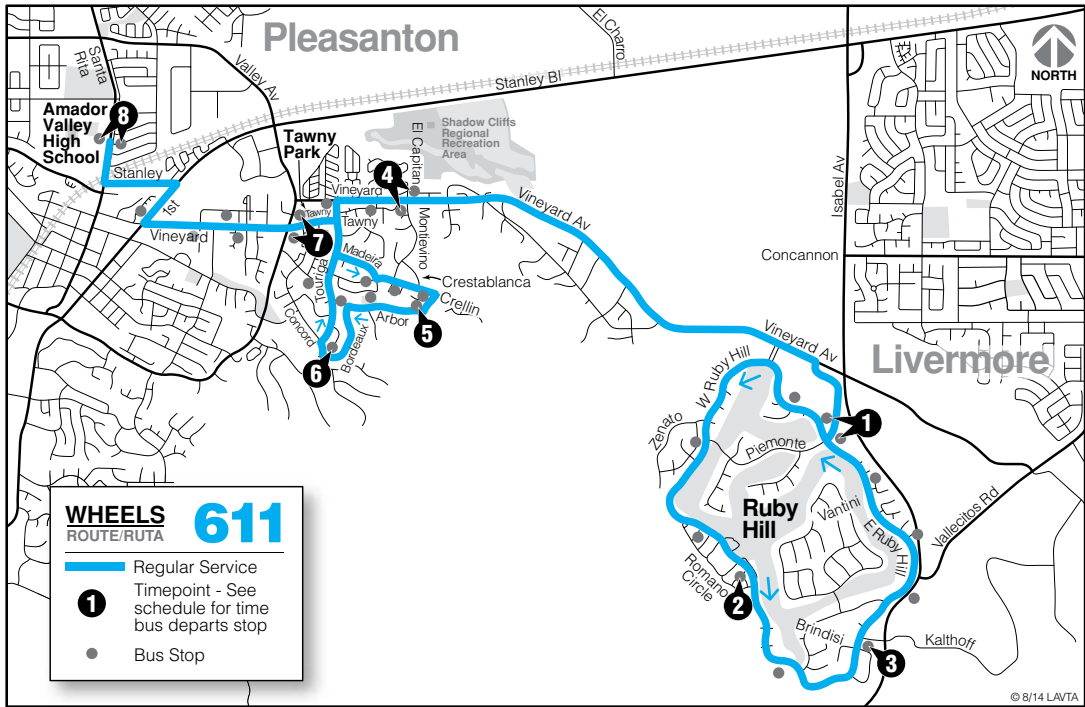 Pleasanton
El Charro
Santa Rita
Valley Av
Stanley Bl
NORTH
Amador
Valley
High
School
8
Tawny
Park
Shadow Cliffs
Regional
Recreation
Area
El Capitan
Isabel Av
Stanley
1st
4
Vineyard
Vineyard Av
Tawny
Tawny
7
Vineyard
Montievino
Madeira
Concannon
Crestablanca
Touriga
Crellin
Concord
Arbor
5
Bordeaux
6
Vineyard Av
Livermore
W Ruby Hill
1
Zenato
Piemonte
Ruby
Hill
Vantini
E Ruby Hill
Vallecitos Rd
Romano
Circle
2
Brindisi
Kalthoff
3
WHEELS
ROUTE/RUTA
611
Regular Service
1
Timepoint - See
schedule for time
bus departs stop
Bus Stop
© 8/14 LAVTA